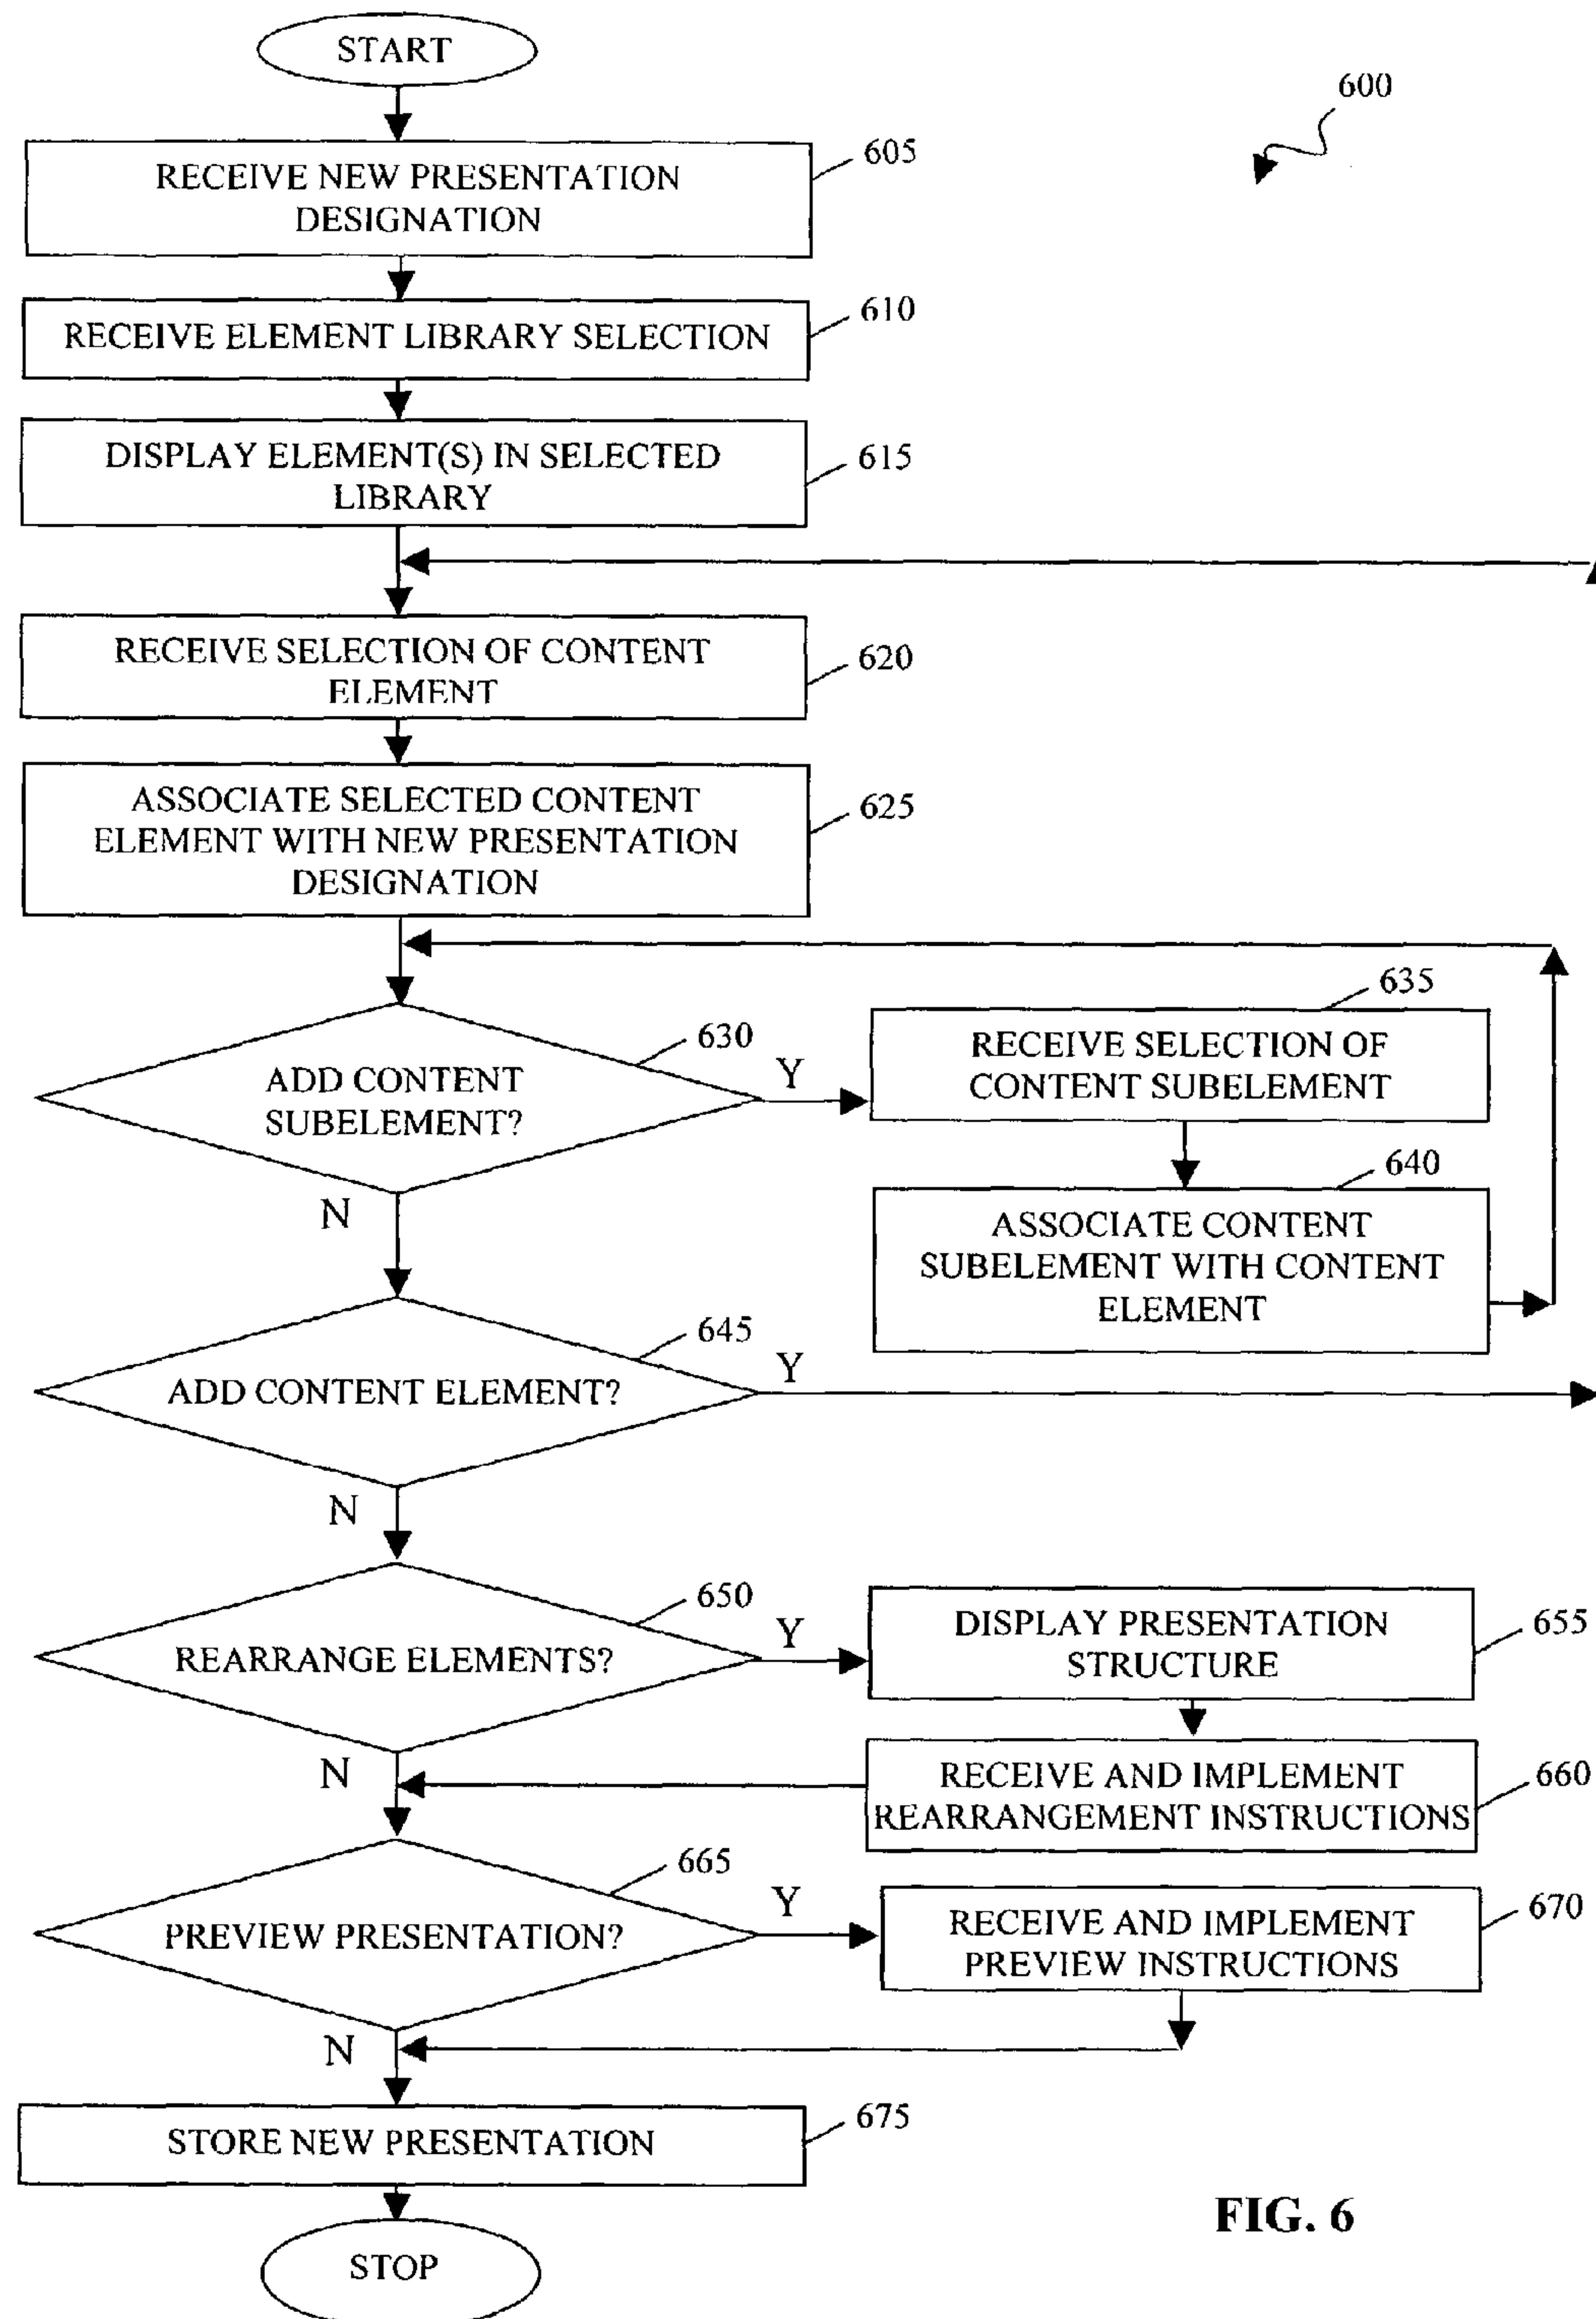 START
600
RECEIVE NEW PRESENTATION
DESIGNATION
605
RECEIVE ELEMENT LIBRARY SELECTION
610
DISPLAY ELEMENT(S) IN SELECTED
LIBRARY
615
RECEIVE SELECTION OF CONTENT
ELEMENT
620
ASSOCIATE SELECTED CONTENT
ELEMENT WITH NEW PRESENTATION
DESIGNATION
625
ADD CONTENT
SUBELEMENT?
630
Y
N
RECEIVE SELECTION OF
CONTENT SUBELEMENT
635
ASSOCIATE CONTENT
SUBELEMENT WITH CONTENT
ELEMENT
640
ADD CONTENT ELEMENT?
645
Y
N
REARRANGE ELEMENTS?
650
Y
N
DISPLAY PRESENTATION
STRUCTURE
655
RECEIVE AND IMPLEMENT
REARRANGEMENT INSTRUCTIONS
660
PREVIEW PRESENTATION?
665
Y
N
RECEIVE AND IMPLEMENT
PREVIEW INSTRUCTIONS
670
STORE NEW PRESENTATION
675
STOP
FIG. 6